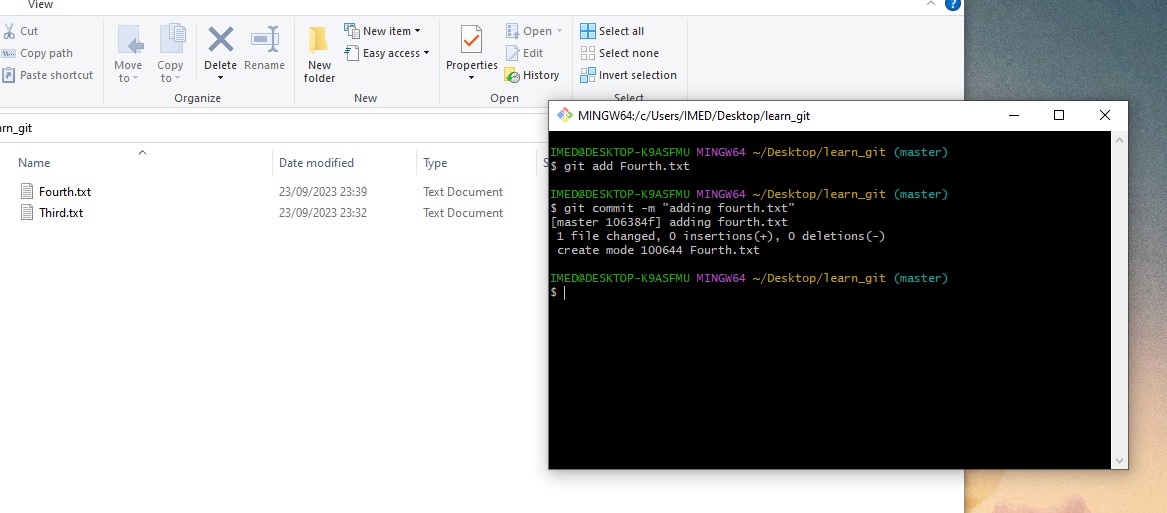 View
Cut
Copy path
Paste shortcut
Move to
Copy to
Delete
Rename
New folder
New item
Easy access
Properties
Open
Edit
History
Select all
Select none
Invert selection
Organize
New
Open
Select
rn_git
Name
Date modified
Type
S
Fourth.txt
23/09/2023 23:39
Text Document
Third.txt
23/09/2023 23:32
Text Document
MINGW64:/c/Users/IMED/Desktop/learn_git
IMED@DESKTOP-K9ASFMU MINGW64 ~/Desktop/learn_git (master)
$ git add Fourth.txt
IMED@DESKTOP-K9ASFMU MINGW64 ~/Desktop/learn_git (master)
$ git commit -m "adding fourth.txt"
[master 106384f] adding fourth.txt
1 file changed, 0 insertions(+), 0 deletions(-)
create mode 100644 Fourth.txt
IMED@DESKTOP-K9ASFMU MINGW64 ~/Desktop/learn_git (master)
$